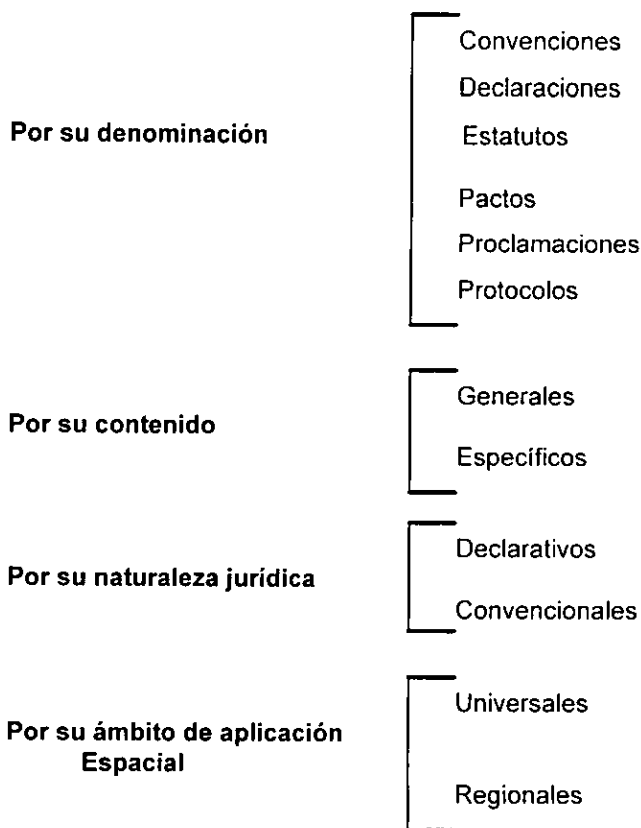 Por su denominación
Convenciones
Declaraciones
Estatutos
Pactos
Proclamaciones
Protocolos
Por su contenido
Generales
Específicos
Por su naturaleza jurídica
Declarativos
Convencionales
Por su ámbito de aplicación
Espacial
Universales
Regionales